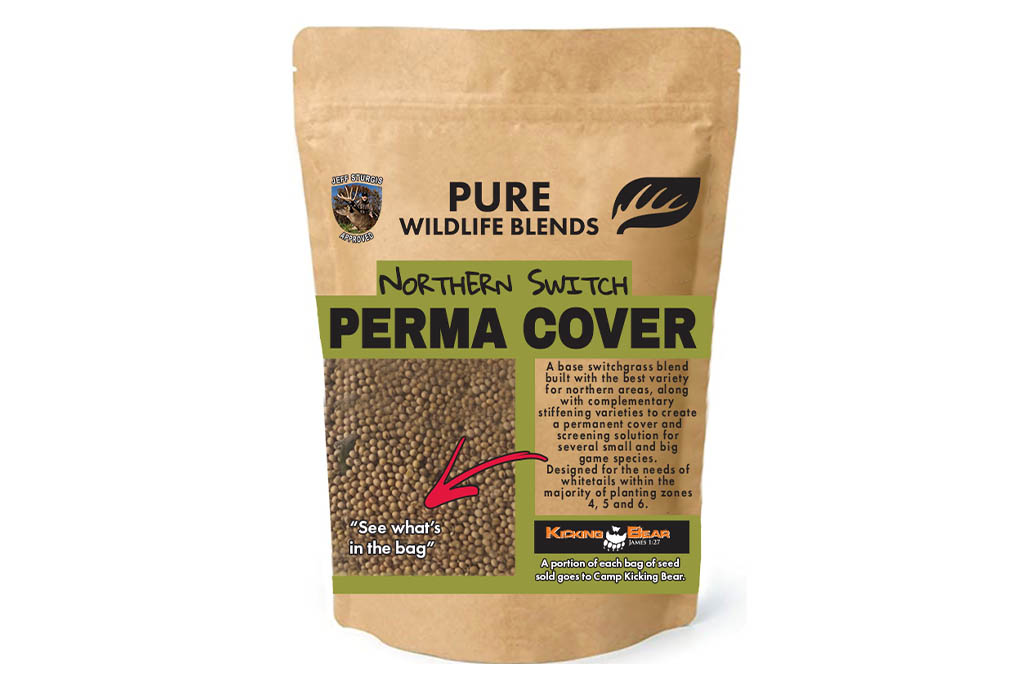 JEFF STURGIS
APPROVED
PURE
WILDLIFE BLENDS
NORTHERN SWITCH
PERMA COVER
A base switchgrass blend
built with the best variety
for northern areas, along
with complementary
stiffening varieties to create
a permanent cover and
screening solution for
several small and big
game species.
Designed for the needs of
whitetails within the
majority of planting zones
4, 5 and 6.
"See what's
in the bag"
KICKING BEAR
JAMES 1:27
A portion of each bag of seed
sold goes to Camp Kicking Bear.